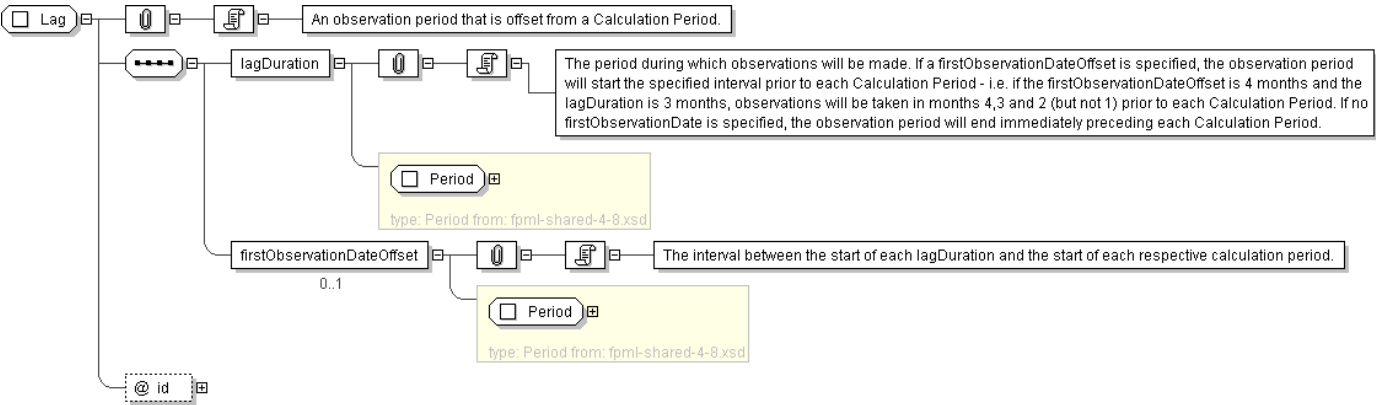 Lag
An observation period that is offset from a Calculation Period.
lagDuration
The period during which observations will be made. If a firstObservationDateOffset is specified, the observation period
will start the specified interval prior to each Calculation Period - i.e. if the firstObservationDateOffset is 4 months and the
lagDuration is 3 months, observations will be taken in months 4,3 and 2 (but not 1) prior to each Calculation Period. If no
firstObservationDate is specified, the observation period will end immediately preceding each Calculation Period.
Period
type: Period from: fpml-shared-4-8.xsd
firstObservationDateOffset
The interval between the start of each lagDuration and the start of each respective calculation period.
0..1
Period
type: Period from: fpml-shared-4-8.xsd
@ id